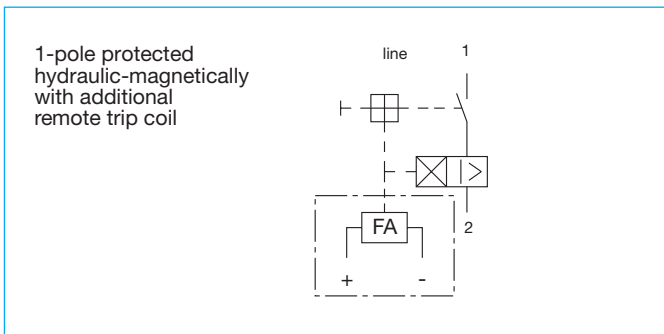 1-pole protected
hydraulic-magnetically
with additional
remote trip coil
line
1
I >
2
FA
+ -